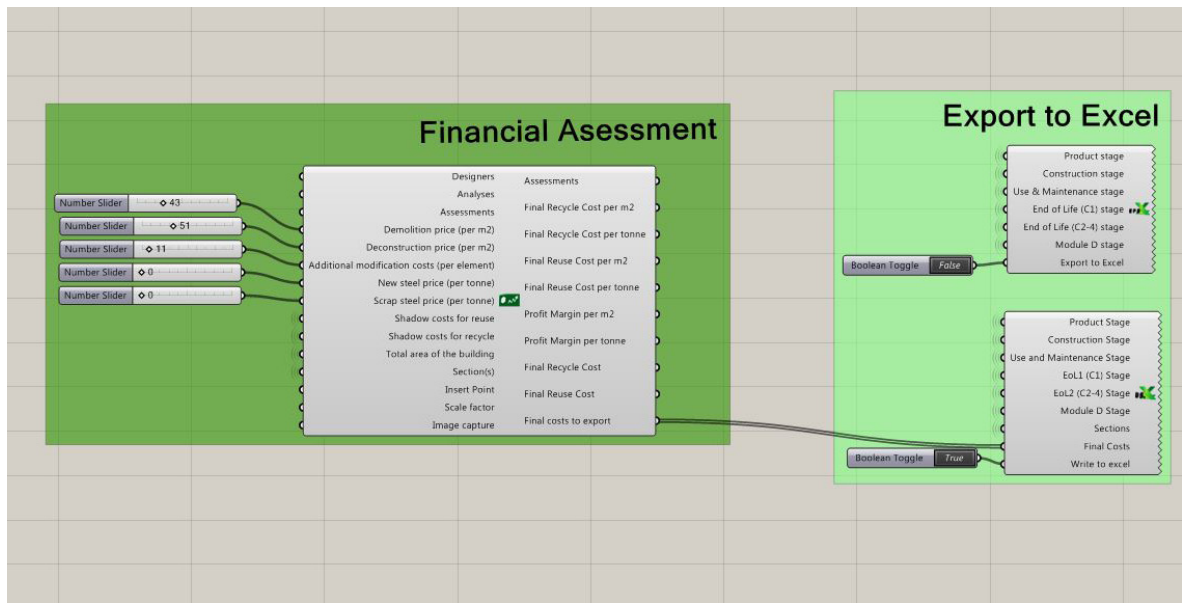 Financial Asessment
Number Slider 43
Number Slider 51
Number Slider 11
Number Slider 0
Number Slider 0
Designers
Analyses
Assessments
Demolition price (per m2)
Deconstruction price (per m2)
Additional modification costs (per element)
New steel price (per tonne)
Scrap steel price (per tonne)
Shadow costs for reuse
Shadow costs for recycle
Total area of the building
Section(s)
Insert Point
Scale factor
Image capture
Assessments
Final Recycle Cost per m2
Final Recycle Cost per tonne
Final Reuse Cost per m2
Final Reuse Cost per tonne
Profit Margin per m2
Profit Margin per tonne
Final Recycle Cost
Final Reuse Cost
Final costs to export
Export to Excel
Product stage
Construction stage
Use & Maintenance stage
End of Life (C1) stage
End of Life (C2-4) stage
Module D stage
Export to Excel
Boolean Toggle False
Product Stage
Construction Stage
Use and Maintenance Stage
EoL1 (C1) Stage
EoL2 (C2-4) Stage
Module D Stage
Sections
Final Costs
Write to excel
Boolean Toggle True